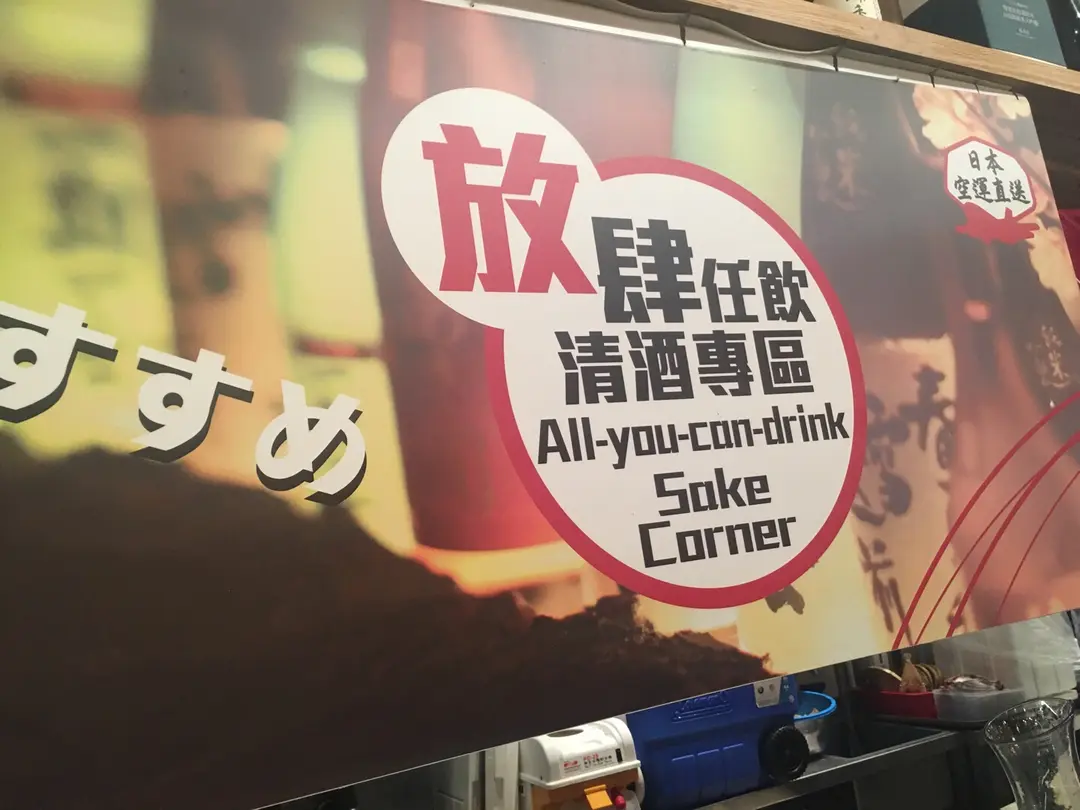 日本
空運直送
放肆任飲
清酒專區
All-you-can-drink
Sake
Corner
すすめ